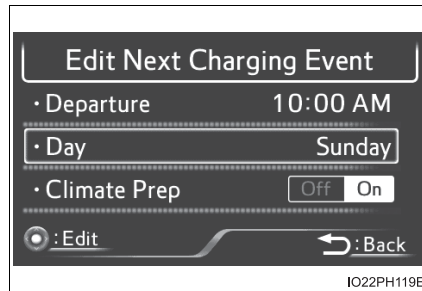 Edit Next Charging Event
・Departure 10:00 AM
・Day Sunday
・Climate Prep Off On
:Edit :Back
IO22PH119E